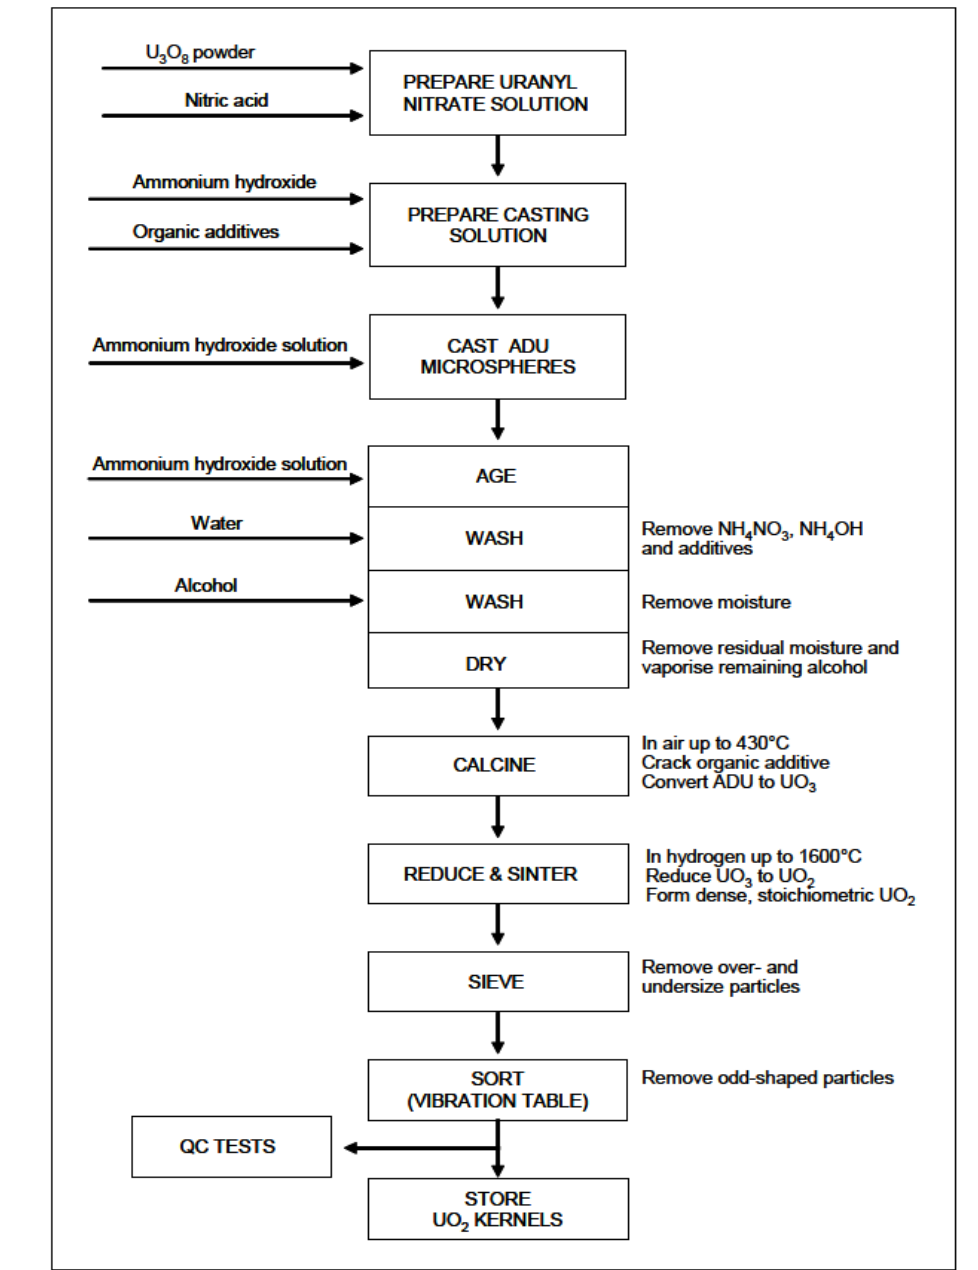 U₃O₈ powder
Nitric acid
PREPARE URANYL
NITRATE SOLUTION
Ammonium hydroxide
Organic additives
PREPARE CASTING
SOLUTION
Ammonium hydroxide solution
CAST ADU
MICROSPHERES
Ammonium hydroxide solution
AGE
Water
WASH
Remove NH₄NO₃, NH₄OH
and additives
Alcohol
WASH
Remove moisture
DRY
Remove residual moisture and
vaporise remaining alcohol
CALCINE
In air up to 430°C
Crack organic additive
Convert ADU to UO₃
REDUCE & SINTER
In hydrogen up to 1600°C
Reduce UO₃ to UO₂
Form dense, stoichiometric UO₂
SIEVE
Remove over- and
undersize particles
SORT
(VIBRATION TABLE)
Remove odd-shaped particles
QC TESTS
STORE
UO₂ KERNELS